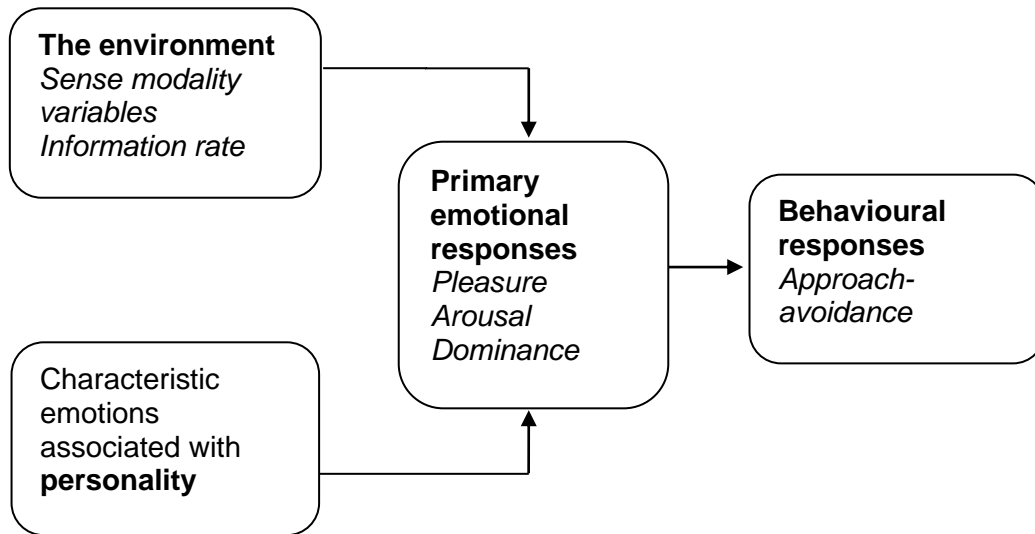 The environment
Sense modality
variables
Information rate
Primary
emotional
responses
Pleasure
Arousal
Dominance
Behavioural
responses
Approach-
avoidance
Characteristic
emotions
associated with
personality